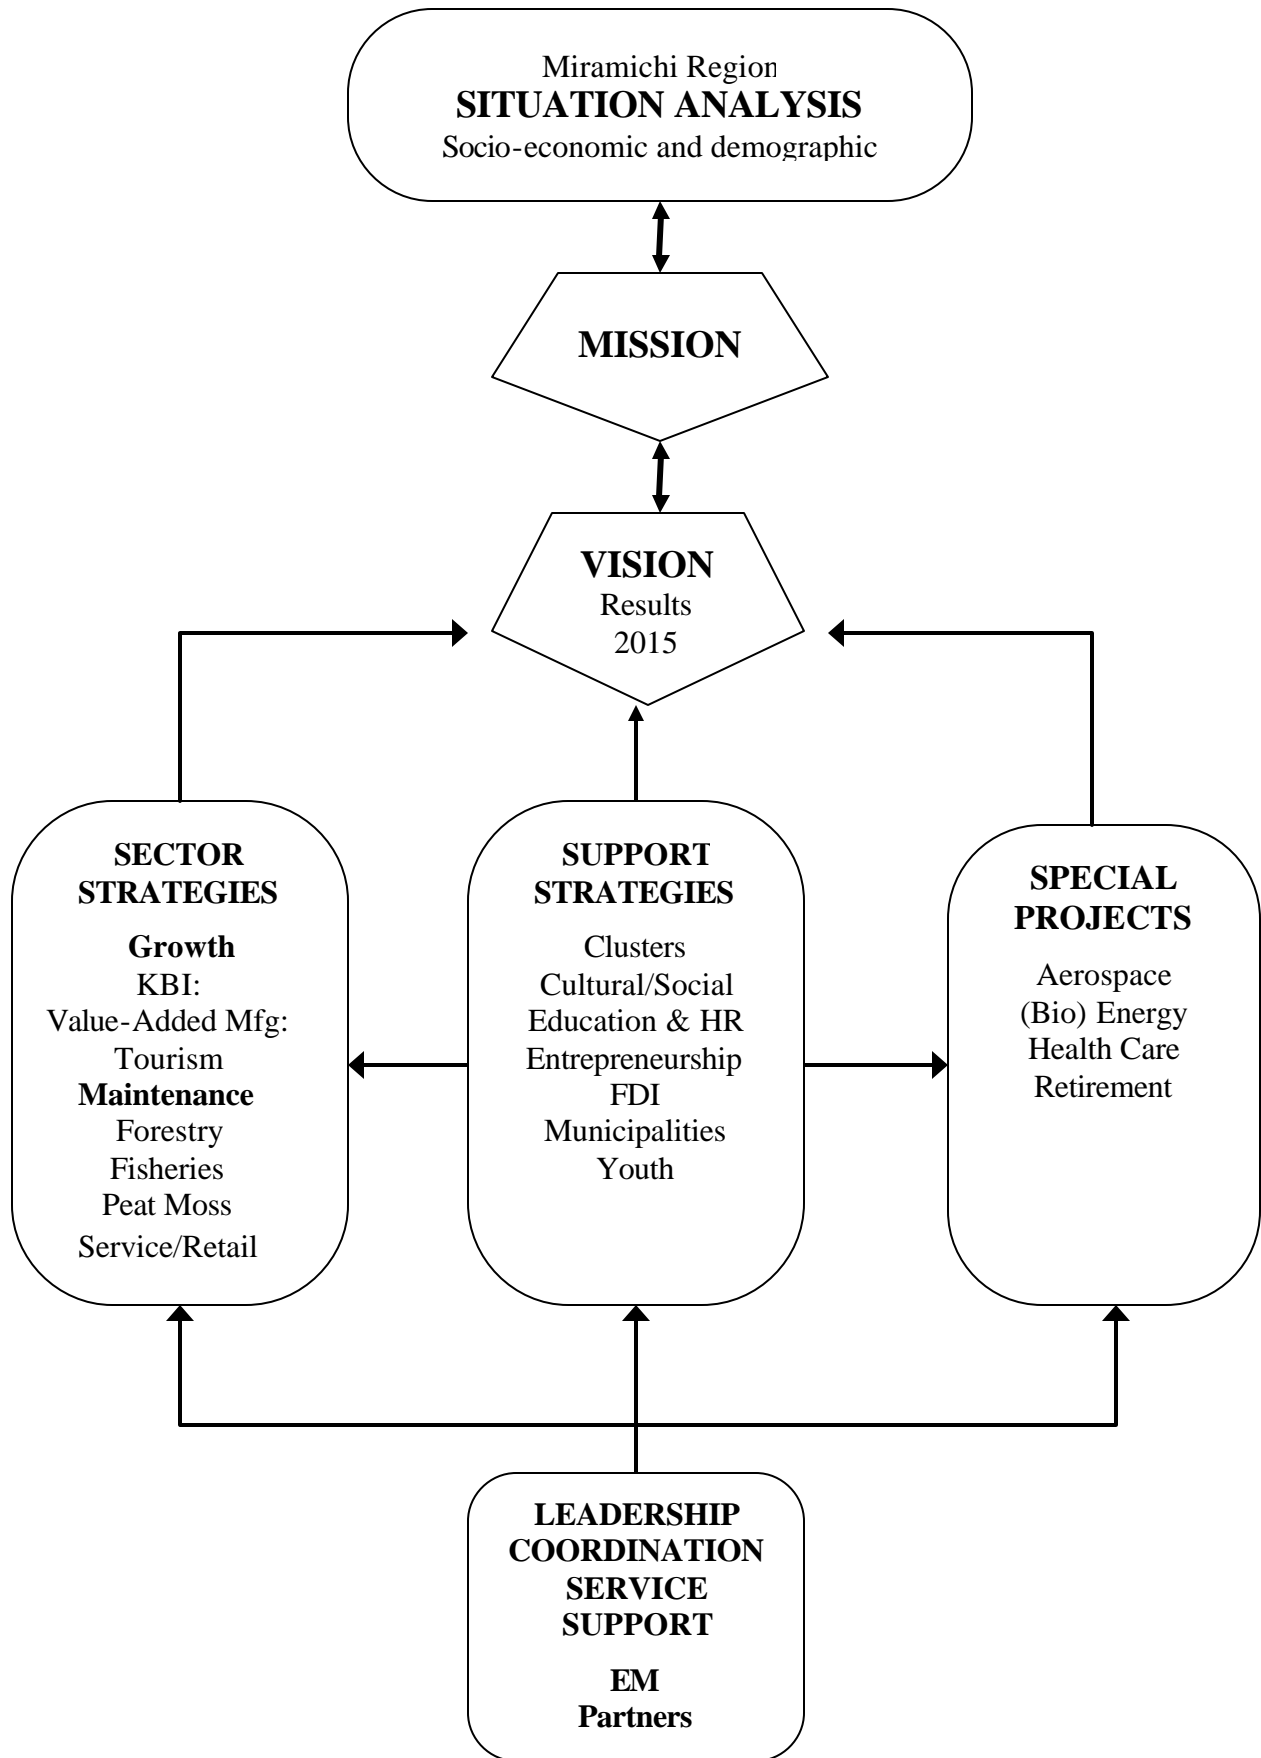 Miramichi Region
SITUATION ANALYSIS
Socio-economic and demographic
MISSION
VISION
Results
2015
SECTOR
STRATEGIES
Growth
KBI:
Value-Added Mfg:
Tourism
Maintenance
Forestry
Fisheries
Peat Moss
Service/Retail
SUPPORT
STRATEGIES
Clusters
Cultural/Social
Education & HR
Entrepreneurship
FDI
Municipalities
Youth
SPECIAL
PROJECTS
Aerospace
(Bio) Energy
Health Care
Retirement
LEADERSHIP
COORDINATION
SERVICE
SUPPORT
EM
Partners